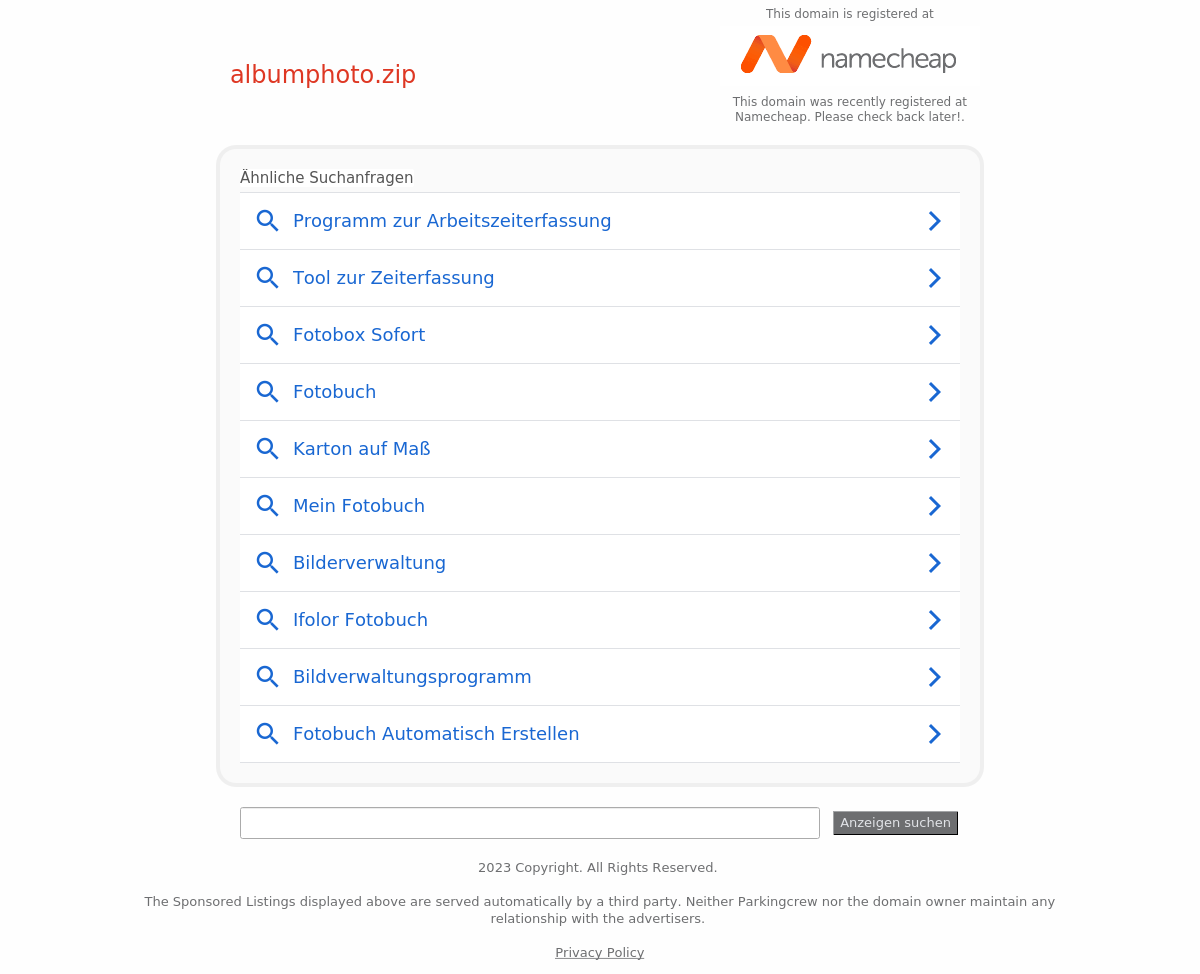 This domain is registered at
namecheap
albumphoto.zip
This domain was recently registered at
Namecheap. Please check back later!.
Ähnliche Suchanfragen
Programm zur Arbeitszeiterfassung
Tool zur Zeiterfassung
Fotobox Sofort
Fotobuch
Karton auf Maß
Mein Fotobuch
Bilderverwaltung
Ifolor Fotobuch
Bildverwaltungsprogramm
Fotobuch Automatisch Erstellen
Anzeigen suchen
2023 Copyright. All Rights Reserved.
The Sponsored Listings displayed above are served automatically by a third party. Neither Parkingcrew nor the domain owner maintain any
relationship with the advertisers.
Privacy Policy